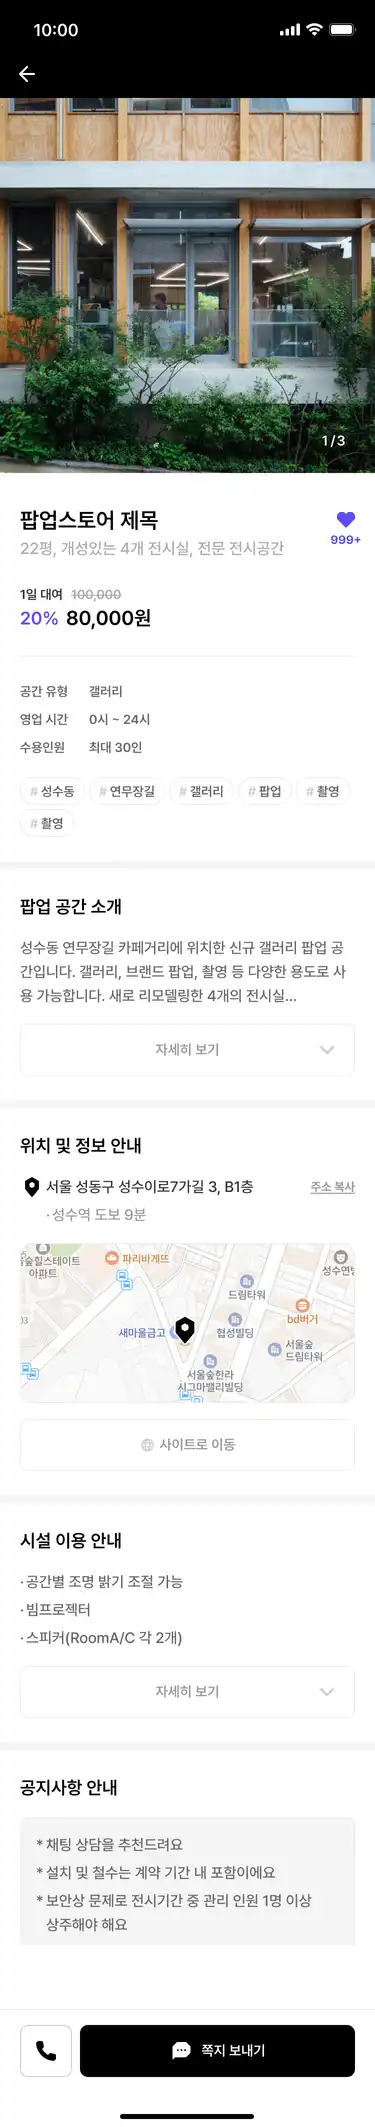 10:00
1/3
팝업스토어 제목
22평, 개성있는 4개 전시실, 전문 전시공간
999+
1일 대여 100,000
20% 80,000원
공간 유형 갤러리
영업 시간 0시 ~ 24시
수용인원 최대 30인
# 성수동 # 연무장길 # 갤러리 # 팝업 # 촬영
# 촬영
팝업 공간 소개
성수동 연무장길 카페거리에 위치한 신규 갤러리 팝업 공
간입니다. 갤러리, 브랜드 팝업, 촬영 등 다양한 용도로 사
용 가능합니다. 새로 리모델링한 4개의 전시실...
자세히 보기
위치 및 정보 안내
서울 성동구 성수이로7가길 3, B1층 주소 복사
· 성수역 도보 9분
숲힐스테이트
아파트
파리바게뜨
성수연방
드림타워
03
새마을금고
협성빌딩
bd버거
서울숲
드림타워
서울숲한라
시그마밸리빌딩
사이트로 이동
시설 이용 안내
· 공간별 조명 밝기 조절 가능
· 빔프로젝터
· 스피커(RoomA/C 각 2개)
자세히 보기
공지사항 안내
* 채팅 상담을 추천드려요
* 설치 및 철수는 계약 기간 내 포함이에요
* 보안상 문제로 전시기간 중 관리 인원 1명 이상
상주해야 해요
쪽지 보내기